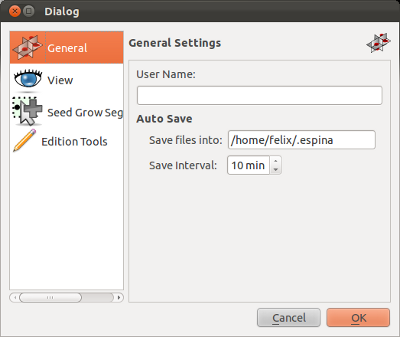 Dialog
General
View
Seed Grow Seg
Edition Tools
General Settings
User Name:
Auto Save
Save files into: /home/felix/.espina
Save Interval: 10 min
Cancel
OK